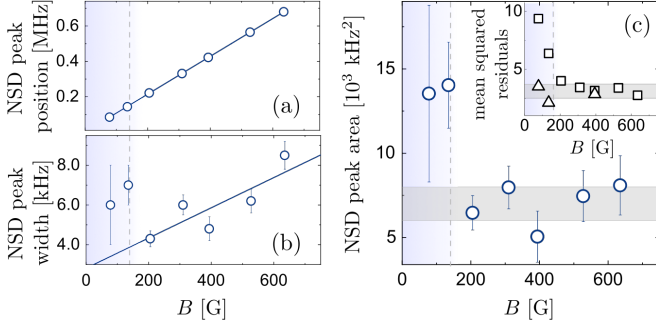 NSD peak
position [MHz]
0.6
0.4
0.2
(a)
NSD peak
width [kHz]
8.0
6.0
4.0
(b)
0
200
400
600
B [G]
NSD peak area [10³ kHz²]
15
10
5
0
200
400
600
B [G]
(c)
mean squared
residuals
10
5
0
200
400
600
B [G]